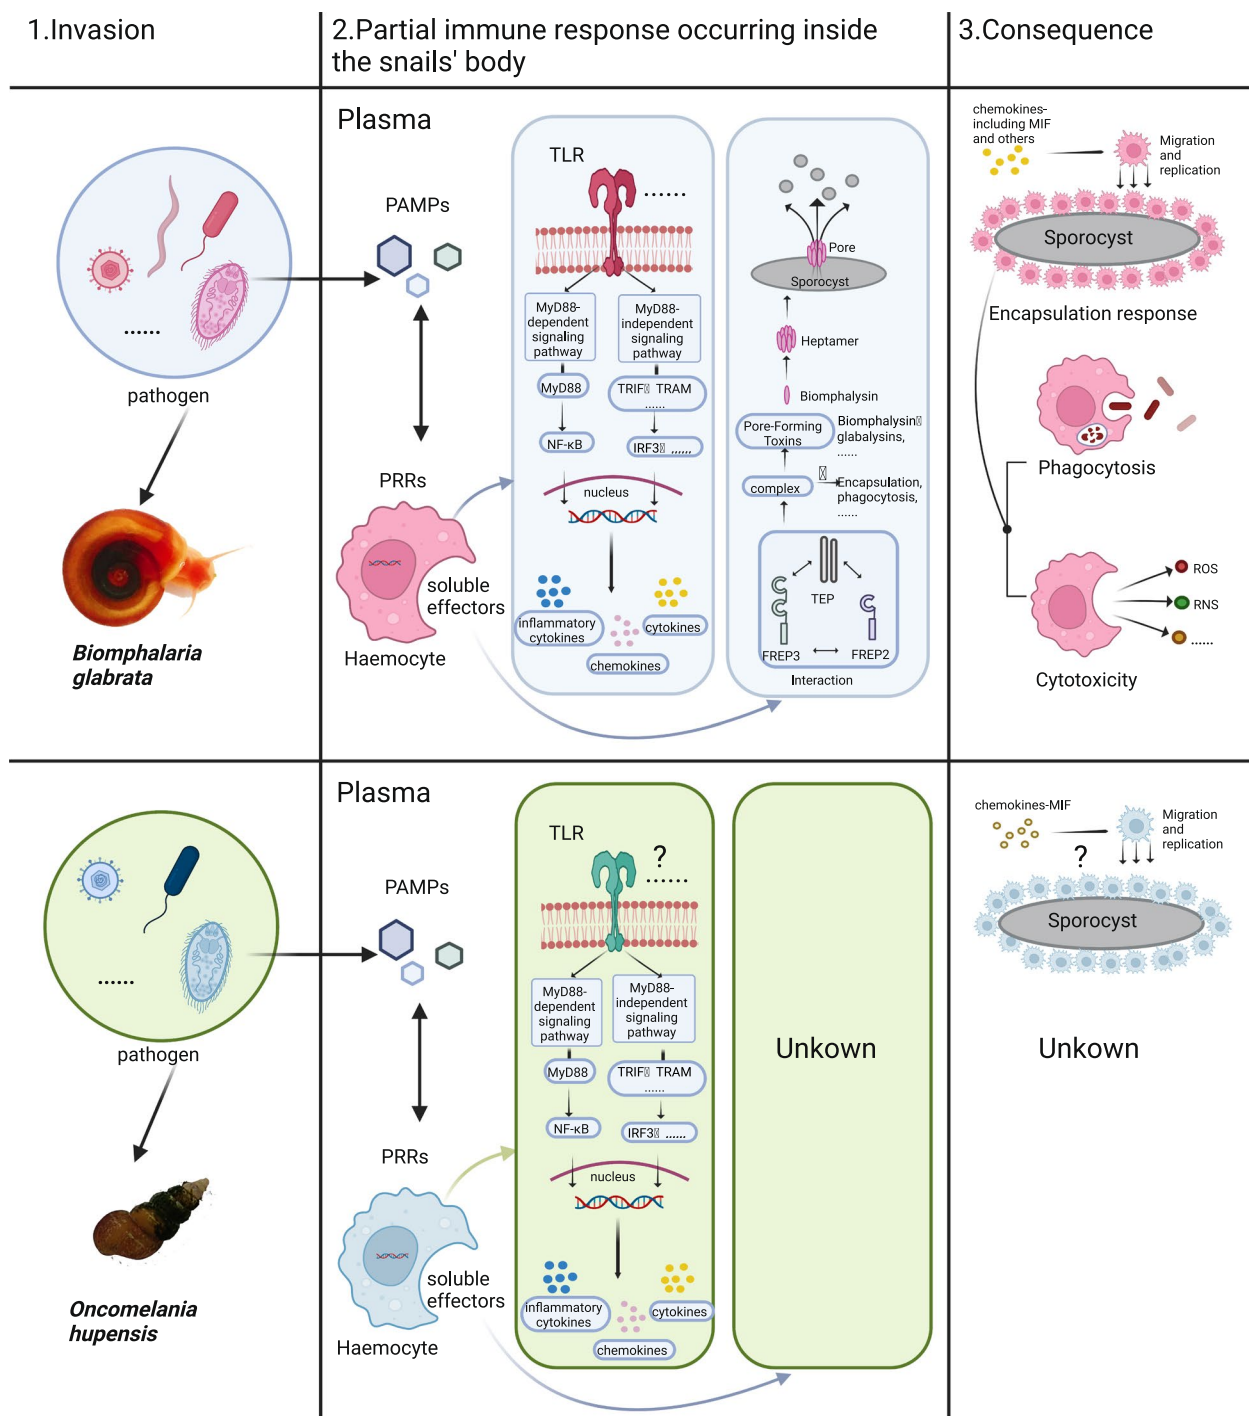 1.Invasion
2.Partial immune response occurring inside
the snails' body
3.Consequence
pathogen
Biomphalaria
glabrata
Plasma
PAMPs
PRRs
soluble
effectors
Haemocyte
TLR
......
MyD88-
dependent
signaling
pathway
MyD88-
independent
signaling
pathway
MyD88
TRIF TRAM
......
NF-κB
IRF3 ......
nucleus
inflammatory
cytokines
cytokines
chemokines
Pore
Sporocyst
Heptamer
Biomphalysin
Pore-Forming
Toxins
Biomphalysin
glabalysins,
......
complex
Encapsulation,
phagocytosis,
......
TEP
FREP3
FREP2
Interaction
chemokines-
including MIF
and others
Migration
and
replication
Sporocyst
Encapsulation response
Phagocytosis
ROS
RNS
......
Cytotoxicity
......
pathogen
Oncomelania
hupensis
Plasma
PAMPs
PRRs
soluble
effectors
Haemocyte
TLR
?
......
MyD88-
dependent
signaling
pathway
MyD88-
independent
signaling
pathway
MyD88
TRIF TRAM
......
NF-κB
IRF3 ......
nucleus
inflammatory
cytokines
cytokines
chemokines
Unkown
chemokines-MIF
?
Migration
and
replication
Sporocyst
Unkown
......